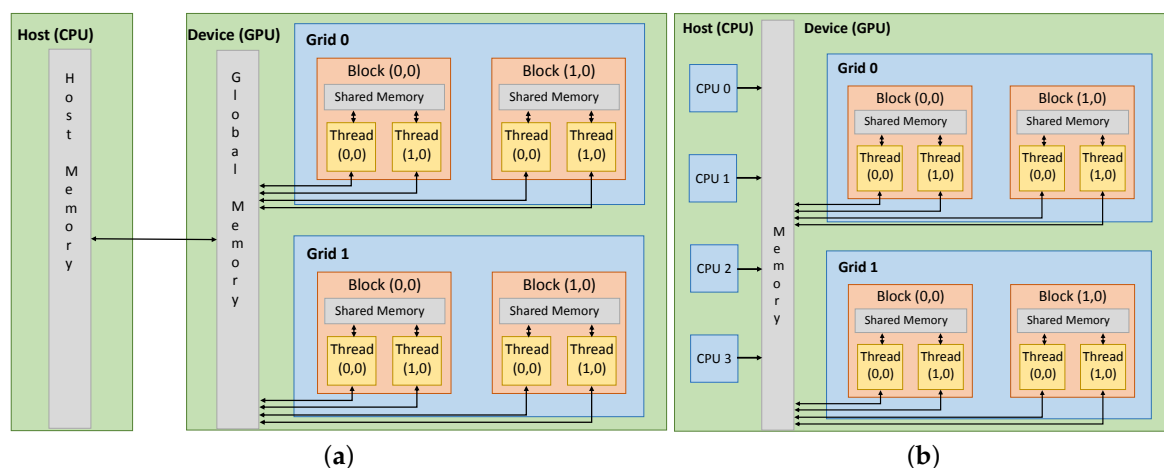 Host (CPU)
Host Memory
Device (GPU)
Global Memory
Grid 0
Block (0,0)
Shared Memory
Thread
(0,0)
Thread
(1,0)
Block (1,0)
Shared Memory
Thread
(0,0)
Thread
(1,0)
Grid 1
Block (0,0)
Shared Memory
Thread
(0,0)
Thread
(1,0)
Block (1,0)
Shared Memory
Thread
(0,0)
Thread
(1,0)
(a)
Host (CPU)
CPU 0
CPU 1
CPU 2
CPU 3
Memory
Device (GPU)
Grid 0
Block (0,0)
Shared Memory
Thread
(0,0)
Thread
(1,0)
Block (1,0)
Shared Memory
Thread
(0,0)
Thread
(1,0)
Grid 1
Block (0,0)
Shared Memory
Thread
(0,0)
Thread
(1,0)
Block (1,0)
Shared Memory
Thread
(0,0)
Thread
(1,0)
(b)